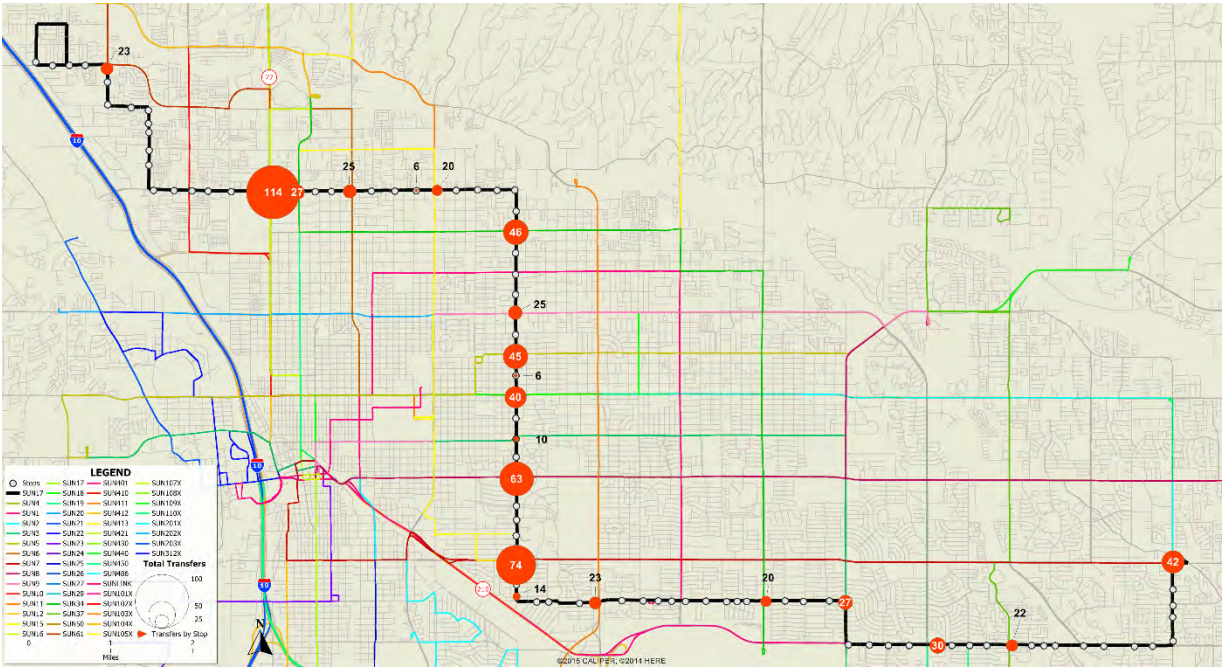 23
77
10
114
27
25
6
20
46
25
45
6
40
10
10
63
74
14
23
20
27
42
22
30
10
210
LEGEND
Stops SUN17 SUN401 SUN107X
SUN17 SUN18 SUN410 SUN108X
SUN4 SUN19 SUN411 SUN109X
SUN1 SUN20 SUN412 SUN110X
SUN2 SUN21 SUN413 SUN201X
SUN3 SUN22 SUN421 SUN202X
SUN5 SUN23 SUN430 SUN203X
SUN6 SUN24 SUN440 SUN312X
SUN7 SUN25 SUN450 Total Transfers
SUN8 SUN26 SUN486
SUN9 SUN27 SUNLINK 100
SUN10 SUN29 SUN101X
SUN11 SUN34 SUN102X 50
SUN12 SUN37 SUN103X 25
SUN15 SUN50 SUN104X
SUN16 SUN61 SUN105X Transfers by Stop
0 1 2
Miles
N
©2015 CALIPER; ©2014 HERE